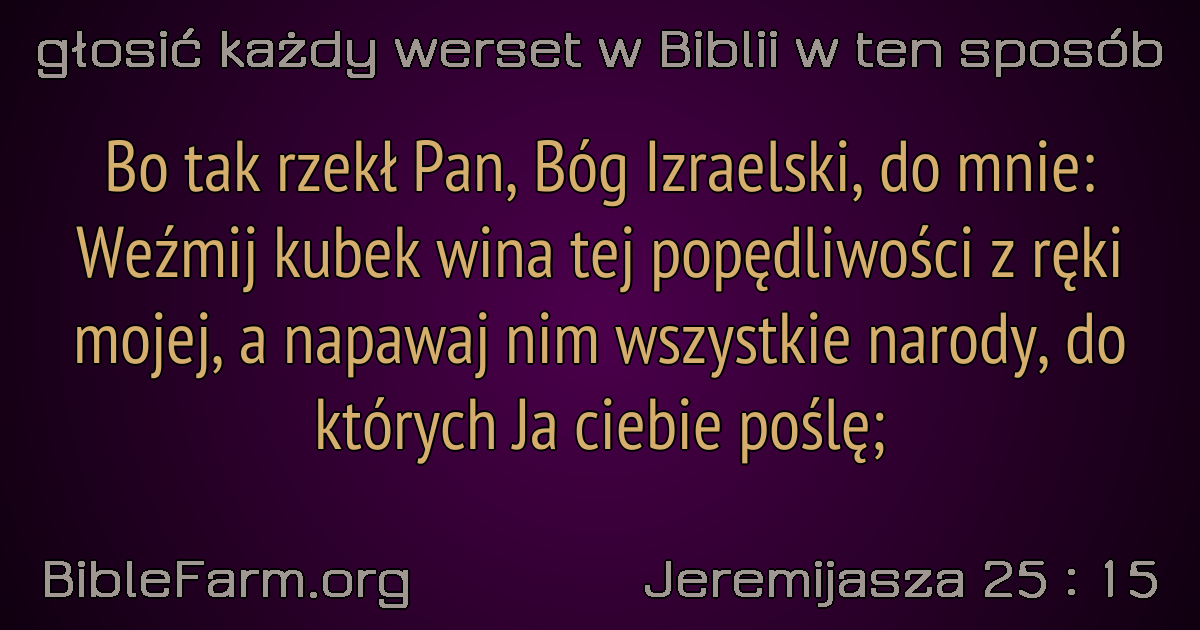 głosić każdy werset w Biblii w ten sposób
Bo tak rzekł Pan, Bóg Izraelski, do mnie:
Weźmij kubek wina tej popędliwości z ręki
mojej, a napawaj nim wszystkie narody, do
których Ja ciebie poślę;
BibleFarm.org
Jeremijasza 25 : 15